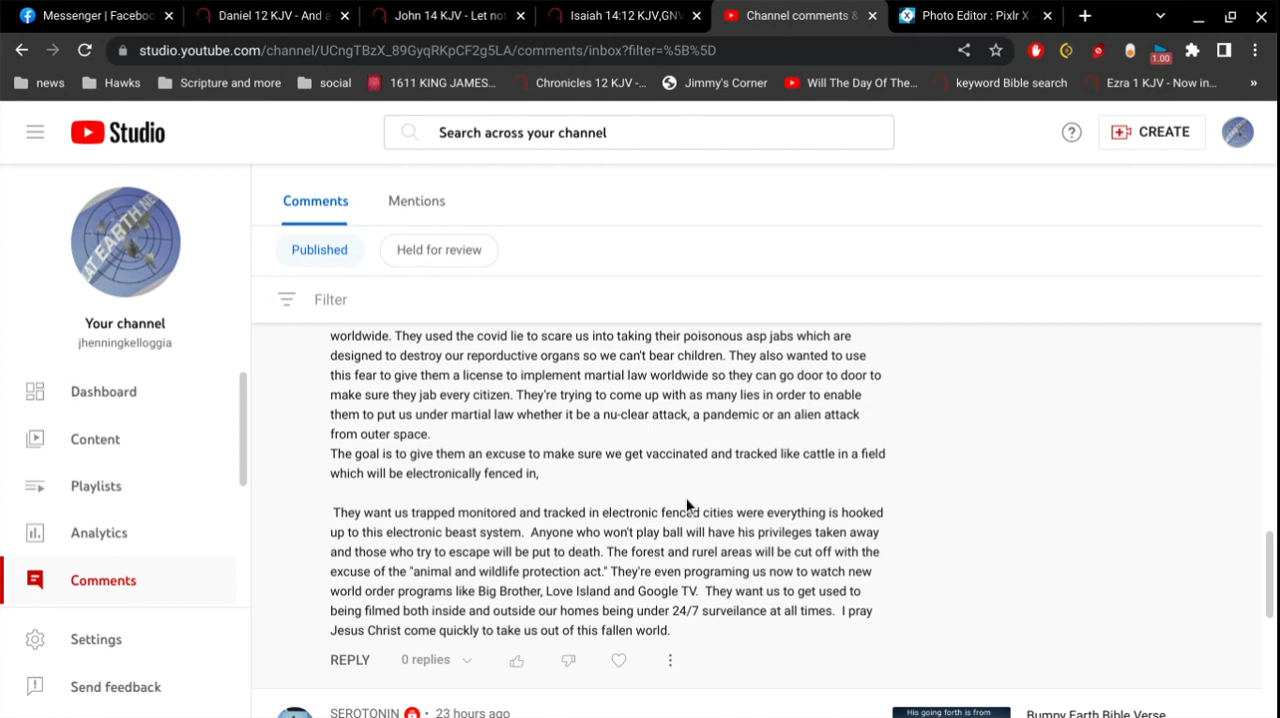 Messenger | Faceboo
Daniel 12 KJV - And a
John 14 KJV - Let not
Isaiah 14:12 KJV,GNV
Channel comments &
Photo Editor : Pixlr X
studio.youtube.com/channel/UCngTBzX_89GyqRKpCF2g5LA/comments/inbox?filter=%5B%5D
1.00
news
Hawks
Scripture and more
social
1611 KING JAMES...
Chronicles 12 KJV -...
Jimmy's Corner
Will The Day Of The...
keyword Bible search
Ezra 1 KJV - Now in...
Studio
Search across your channel
CREATE
AT EARTH NE
Your channel
jhenningkelloggia
Dashboard
Content
Playlists
Analytics
Comments
Settings
Send feedback
Comments
Mentions
Published
Held for review
Filter
worldwide. They used the covid lie to scare us into taking their poisonous asp jabs which are
designed to destroy our reporductive organs so we can't bear children. They also wanted to use
this fear to give them a license to implement martial law worldwide so they can go door to door to
make sure they jab every citizen. They're trying to come up with as many lies in order to enable
them to put us under martial law whether it be a nu-clear attack, a pandemic or an alien attack
from outer space.
The goal is to give them an excuse to make sure we get vaccinated and tracked like cattle in a field
which will be electronically fenced in,
They want us trapped monitored and tracked in electronic fenced cities were everything is hooked
up to this electronic beast system. Anyone who won't play ball will have his privileges taken away
and those who try to escape will be put to death. The forest and rurel areas will be cut off with the
excuse of the "animal and wildlife protection act." They're even programing us now to watch new
world order programs like Big Brother, Love Island and Google TV. They want us to get used to
being filmed both inside and outside our homes being under 24/7 surveilance at all times. I pray
Jesus Christ come quickly to take us out of this fallen world.
REPLY
0 replies
SEROTONIN • 23 hours ago
His going forth is from
Bumpy Earth Bible Verse